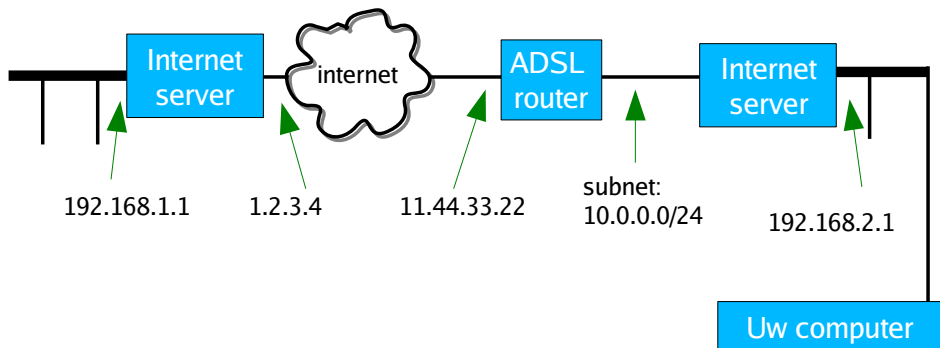 Internet
server
internet
ADSL
router
Internet
server
192.168.1.1
1.2.3.4
11.44.33.22
subnet:
10.0.0.0/24
192.168.2.1
Uw computer